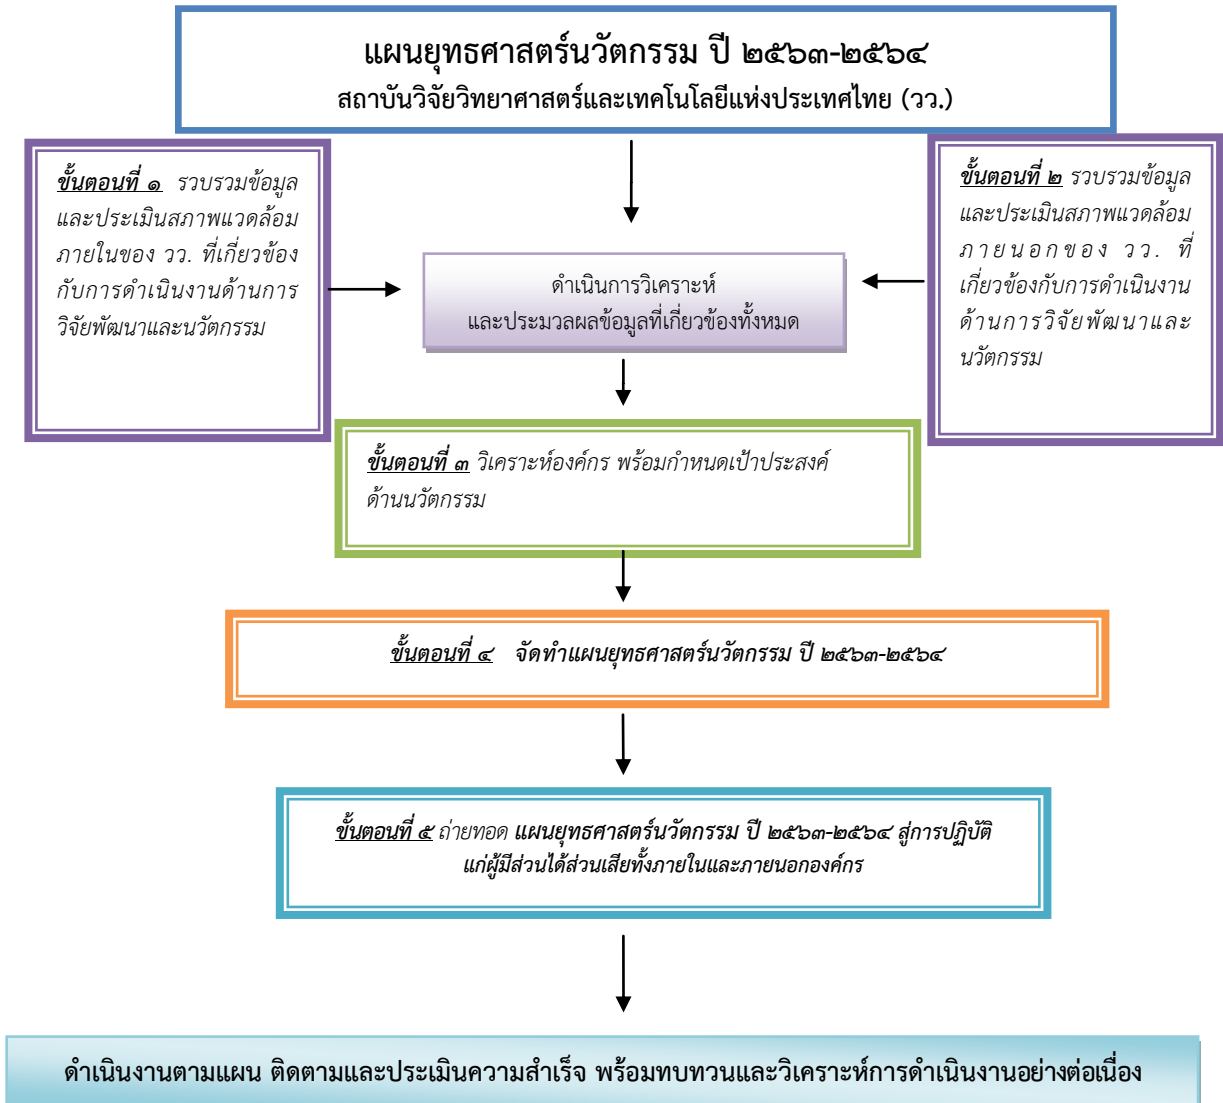 แผนยุทธศาสตร์นวัตกรรม ปี ๒๕๖๓-๒๕๖๔
สถาบันวิจัยวิทยาศาสตร์และเทคโนโลยีแห่งประเทศไทย (วว.)
ขั้นตอนที่ ๑ รวบรวมข้อมูล
และประเมินสภาพแวดล้อม
ภายในของ วว. ที่เกี่ยวข้อง
กับการดำเนินงานด้านการ
วิจัยพัฒนาและนวัตกรรม
ขั้นตอนที่ ๒ รวบรวมข้อมูล
และประเมินสภาพแวดล้อม
ภายนอกของ วว. ที่
เกี่ยวข้องกับการดำเนินงาน
ด้านการวิจัยพัฒนาและ
นวัตกรรม
ดำเนินการวิเคราะห์
และประมวลผลข้อมูลที่เกี่ยวข้องทั้งหมด
ขั้นตอนที่ ๓ วิเคราะห์องค์กร พร้อมกำหนดเป้าประสงค์
ด้านนวัตกรรม
ขั้นตอนที่ ๔ จัดทำแผนยุทธศาสตร์นวัตกรรม ปี ๒๕๖๓-๒๕๖๔
ขั้นตอนที่ ๕ ถ่ายทอด แผนยุทธศาสตร์นวัตกรรม ปี ๒๕๖๓-๒๕๖๔ สู่การปฏิบัติ
แก่ผู้มีส่วนได้ส่วนเสียทั้งภายในและภายนอกองค์กร
ดำเนินงานตามแผน ติดตามและประเมินความสำเร็จ พร้อมทบทวนและวิเคราะห์การดำเนินงานอย่างต่อเนื่อง